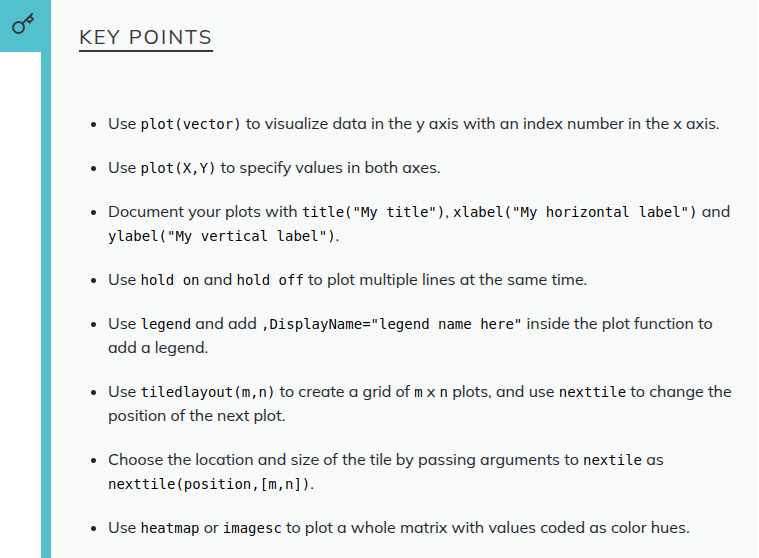 KEY POINTS
• Use plot(vector) to visualize data in the y axis with an index number in the x axis.
• Use plot(X,Y) to specify values in both axes.
• Document your plots with title("My title"), xlabel("My horizontal label") and
ylabel("My vertical label").
• Use hold on and hold off to plot multiple lines at the same time.
• Use legend and add ,DisplayName="legend name here" inside the plot function to
add a legend.
• Use tiledlayout(m,n) to create a grid of m x n plots, and use nexttile to change the
position of the next plot.
• Choose the location and size of the tile by passing arguments to nextile as
nexttile(position,[m,n]).
• Use heatmap or imagesc to plot a whole matrix with values coded as color hues.